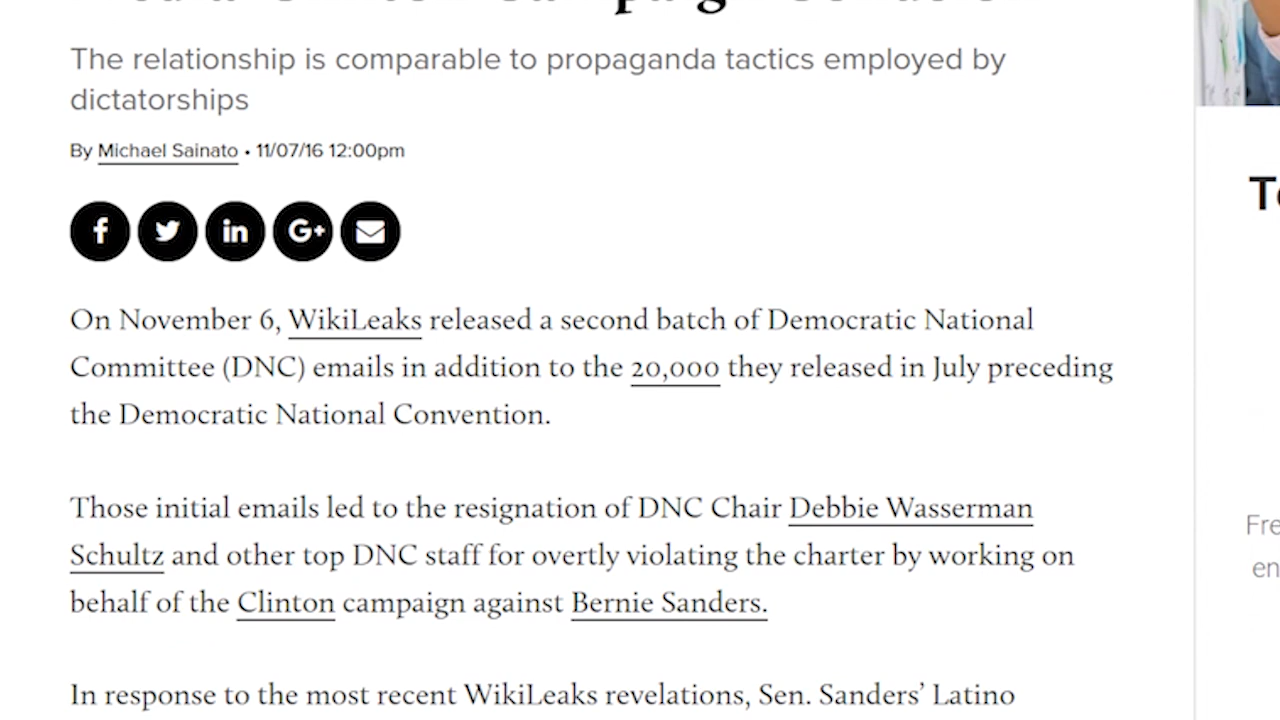 The relationship is comparable to propaganda tactics employed by
dictatorships
By Michael Sainato • 11/07/16 12:00pm
f in G+
On November 6, WikiLeaks released a second batch of Democratic National
Committee (DNC) emails in addition to the 20,000 they released in July preceding
the Democratic National Convention.
Those initial emails led to the resignation of DNC Chair Debbie Wasserman
Schultz and other top DNC staff for overtly violating the charter by working on
behalf of the Clinton campaign against Bernie Sanders.
In response to the most recent WikiLeaks revelations, Sen. Sanders’ Latino